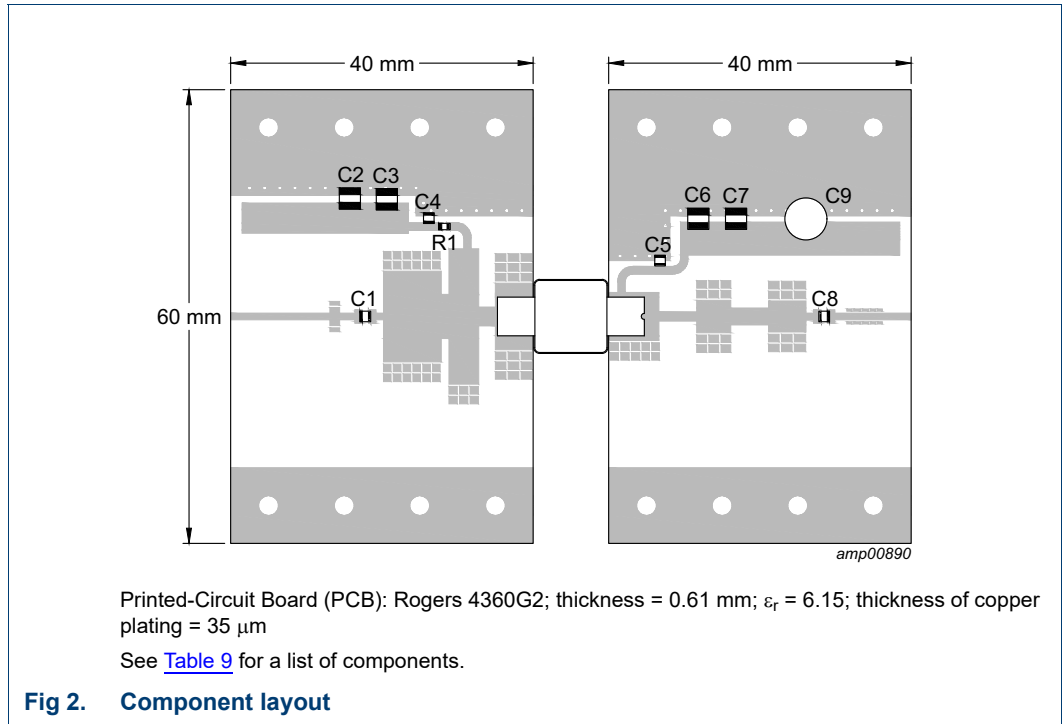 40 mm
40 mm
60 mm
C2
C3
C4
R1
C1
C6
C7
C9
C5
C8
amp00890
Printed-Circuit Board (PCB): Rogers 4360G2; thickness = 0.61 mm; εr = 6.15; thickness of copper
plating = 35 μm
See Table 9 for a list of components.
Fig 2. Component layout